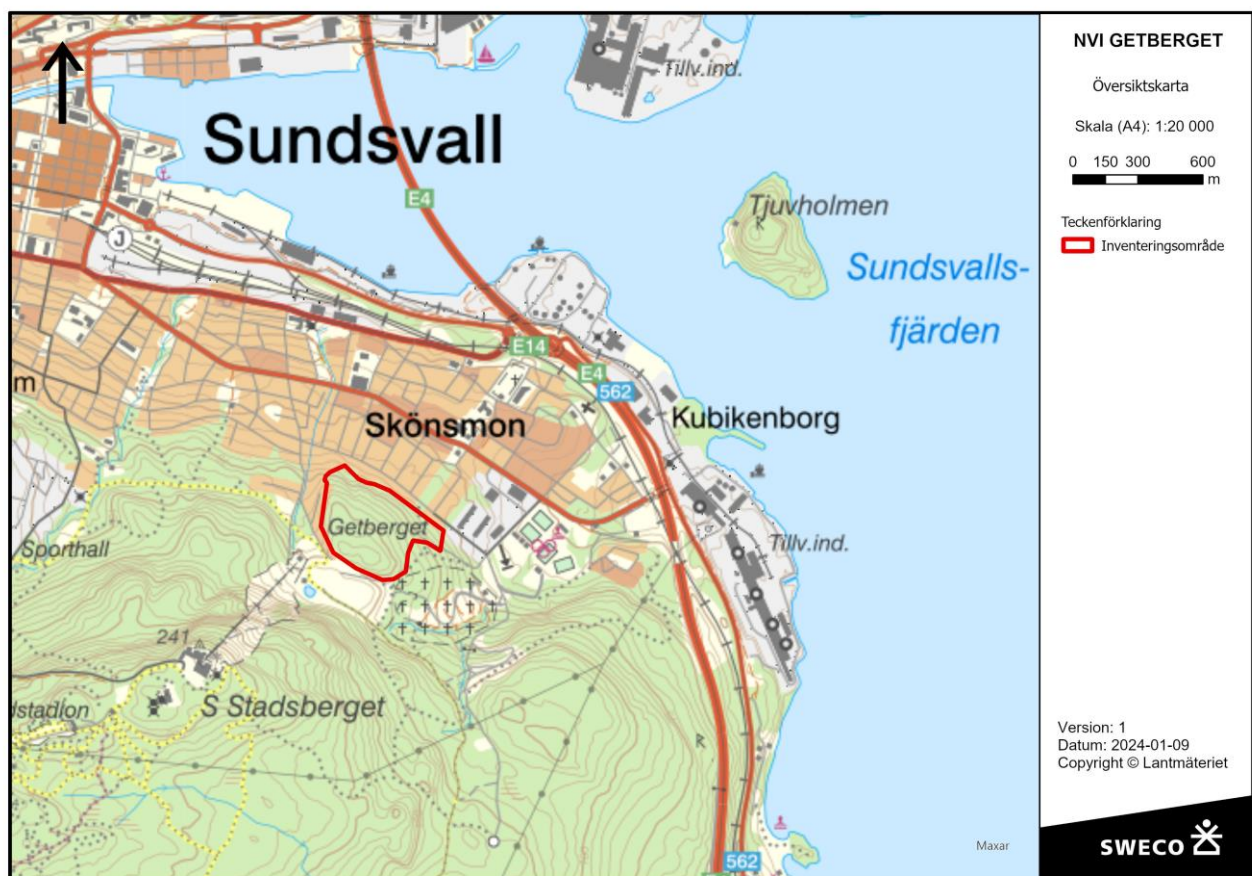 Sundsvall
Tillv.ind.
E4
Tjuvholmen
J
Sundsvalls-
fjärden
E14
E4
562
m
Skönsmon
Kubikenborg
Getberget
Sporthall
Tillv.ind.
241
S Stadsberget
dstadion
562
Maxar
NVI GETBERGET
Översiktskarta
Skala (A4): 1:20 000
0 150 300 600
m
Teckenförklaring
Inventeringsområde
Version: 1
Datum: 2024-01-09
Copyright © Lantmäteriet
SWECO